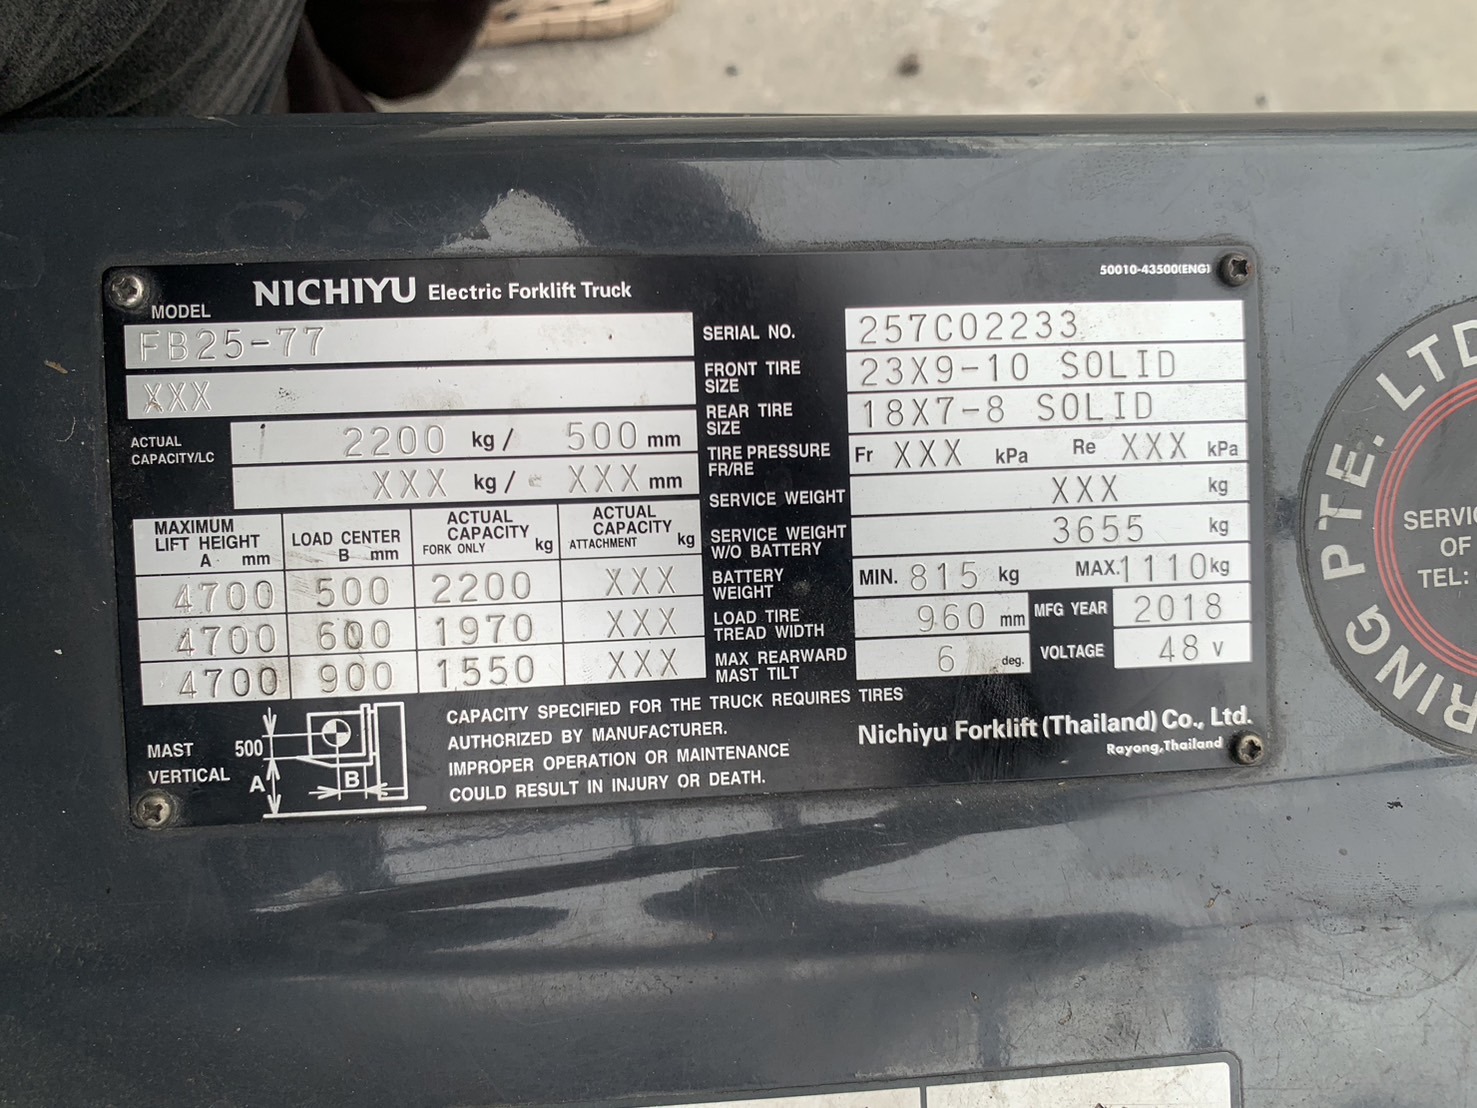 50010-43500(ENG)
NICHIYU Electric Forklift Truck
MODEL
FB25-77
XXX
ACTUAL CAPACITY/LC
2200 kg / 500 mm
XXX kg / XXX mm
MAXIMUM LIFT HEIGHT A mm
LOAD CENTER B mm
ACTUAL CAPACITY FORK ONLY kg
ACTUAL CAPACITY ATTACHMENT kg
4700 500 2200 XXX
4700 600 1970 XXX
4700 900 1550 XXX
SERIAL NO. 257C02233
FRONT TIRE SIZE 23X9-10 SOLID
REAR TIRE SIZE 18X7-8 SOLID
TIRE PRESSURE FR/RE Fr XXX kPa Re XXX kPa
SERVICE WEIGHT XXX kg
SERVICE WEIGHT W/O BATTERY 3655 kg
BATTERY WEIGHT MIN. 815 kg MAX. 1110 kg
LOAD TIRE TREAD WIDTH 960 mm MFG YEAR 2018
MAX REARWARD MAST TILT 6 deg. VOLTAGE 48 V
MAST VERTICAL
500
A
B
CAPACITY SPECIFIED FOR THE TRUCK REQUIRES TIRES
AUTHORIZED BY MANUFACTURER.
IMPROPER OPERATION OR MAINTENANCE
COULD RESULT IN INJURY OR DEATH.
Nichiyu Forklift (Thailand) Co., Ltd.
Rayong,Thailand
RING PTE. LTD
OF
TEL: